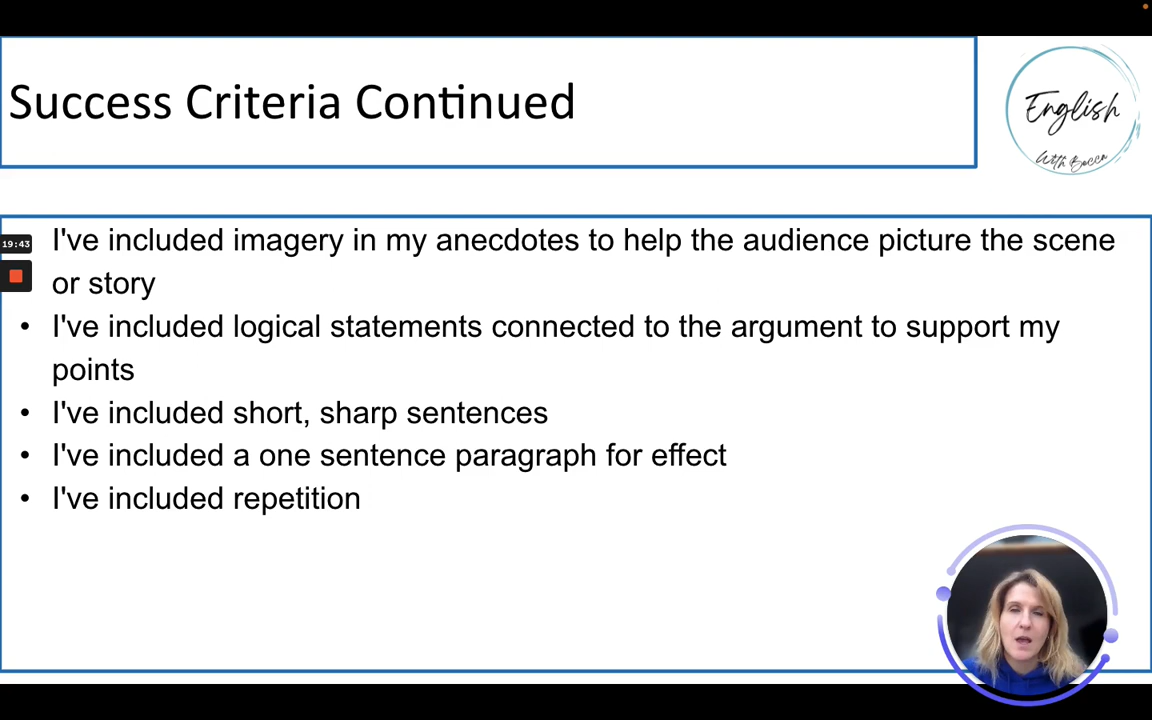 Success Criteria Continued
English
With Becca
19:43
I've included imagery in my anecdotes to help the audience picture the scene
or story
• I've included logical statements connected to the argument to support my
points
• I've included short, sharp sentences
• I've included a one sentence paragraph for effect
• I've included repetition